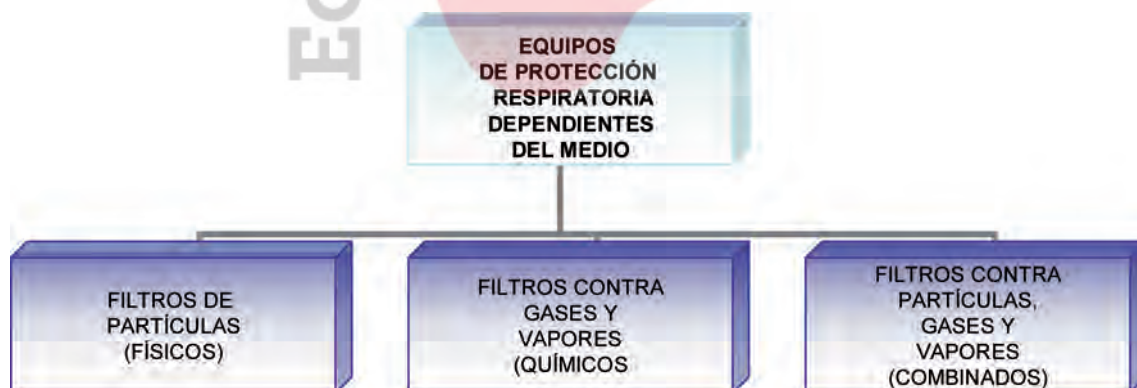 EQUIPOS
DE PROTECCIÓN
RESPIRATORIA
DEPENDIENTES
DEL MEDIO
FILTROS DE
PARTÍCULAS
(FÍSICOS)
FILTROS CONTRA
GASES Y
VAPORES
(QUÍMICOS
FILTROS CONTRA
PARTÍCULAS,
GASES Y
VAPORES
(COMBINADOS)